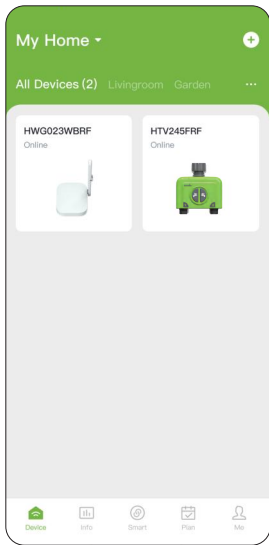 My Home
All Devices (2) Livingroom Garden ...
HWG023WBRF HTV245FRF
Online Online
Device Info Smart Plan Me